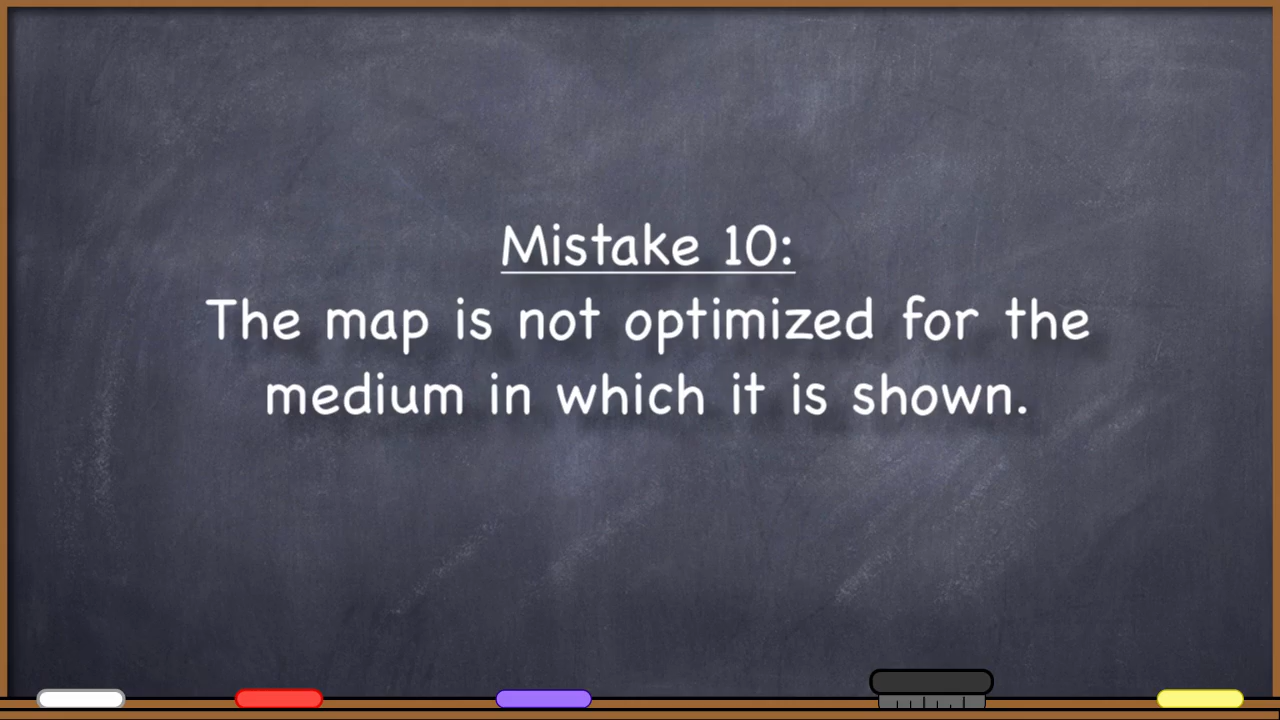 Mistake 10:
The map is not optimized for the
medium in which it is shown.